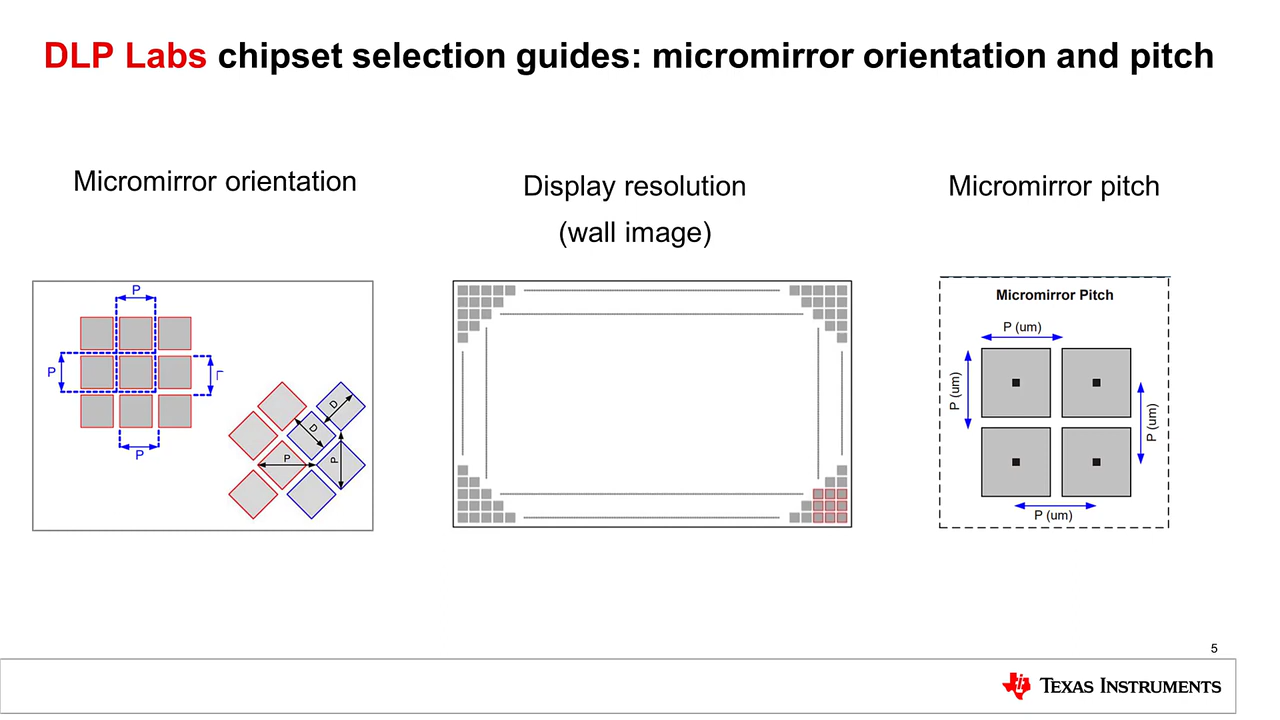 DLP Labs chipset selection guides: micromirror orientation and pitch
Micromirror orientation
Display resolution
(wall image)
Micromirror pitch
P
P
L
P
D
D
P
P
Micromirror Pitch
P (um)
P (um)
P (um)
P (um)
5
TEXAS INSTRUMENTS